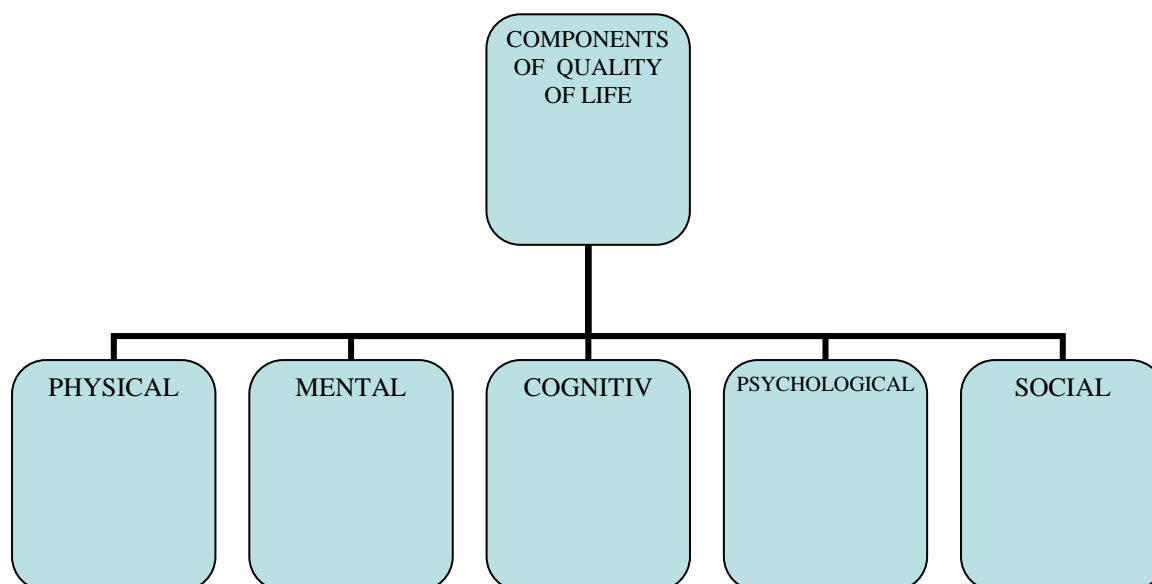 COMPONENTS
OF QUALITY
OF LIFE
PHYSICAL
MENTAL
COGNITIV
PSYCHOLOGICAL
SOCIAL